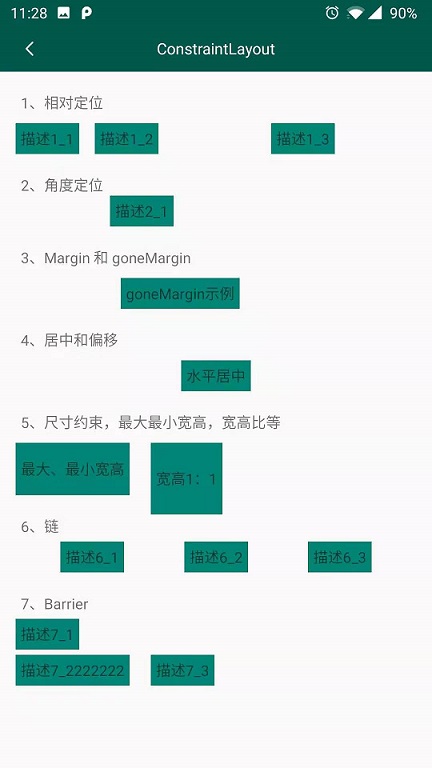 11:28 90%
ConstraintLayout
1、相对定位
描述1_1 描述1_2 描述1_3
2、角度定位
描述2_1
3、Margin 和 goneMargin
goneMargin示例
4、居中和偏移
水平居中
5、尺寸约束，最大最小宽高，宽高比等
最大、最小宽高 宽高1：1
6、链
描述6_1 描述6_2 描述6_3
7、Barrier
描述7_1
描述7_2222222 描述7_3